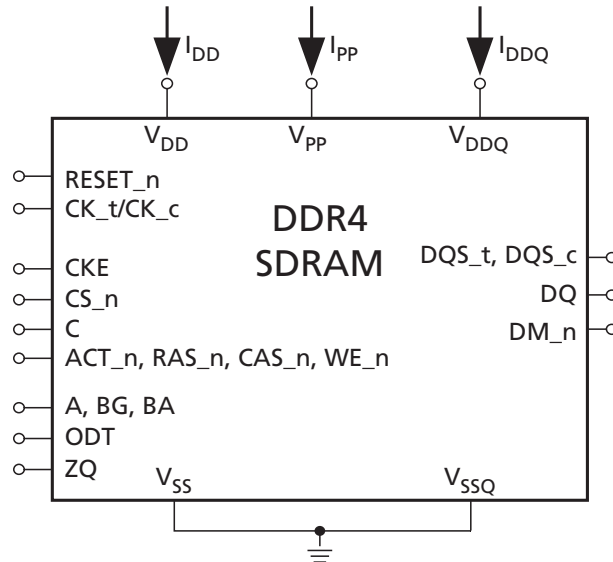 IDD
IPP
IDDQ
VDD
VPP
VDDQ
RESET_n
CK_t/CK_c
DDR4
SDRAM
DQS_t, DQS_c
CKE
CS_n
DQ
C
DM_n
ACT_n, RAS_n, CAS_n, WE_n
A, BG, BA
ODT
ZQ
VSS
VSSQ